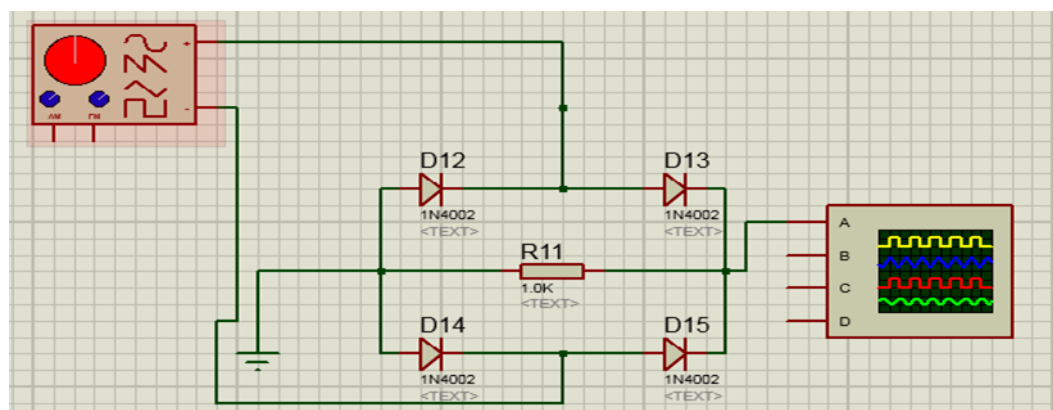 +
-
AM
FM
D12
D13
1N4002
1N4002
<TEXT>
<TEXT>
A
B
C
D
R11
1.0K
<TEXT>
D14
D15
1N4002
1N4002
<TEXT>
<TEXT>